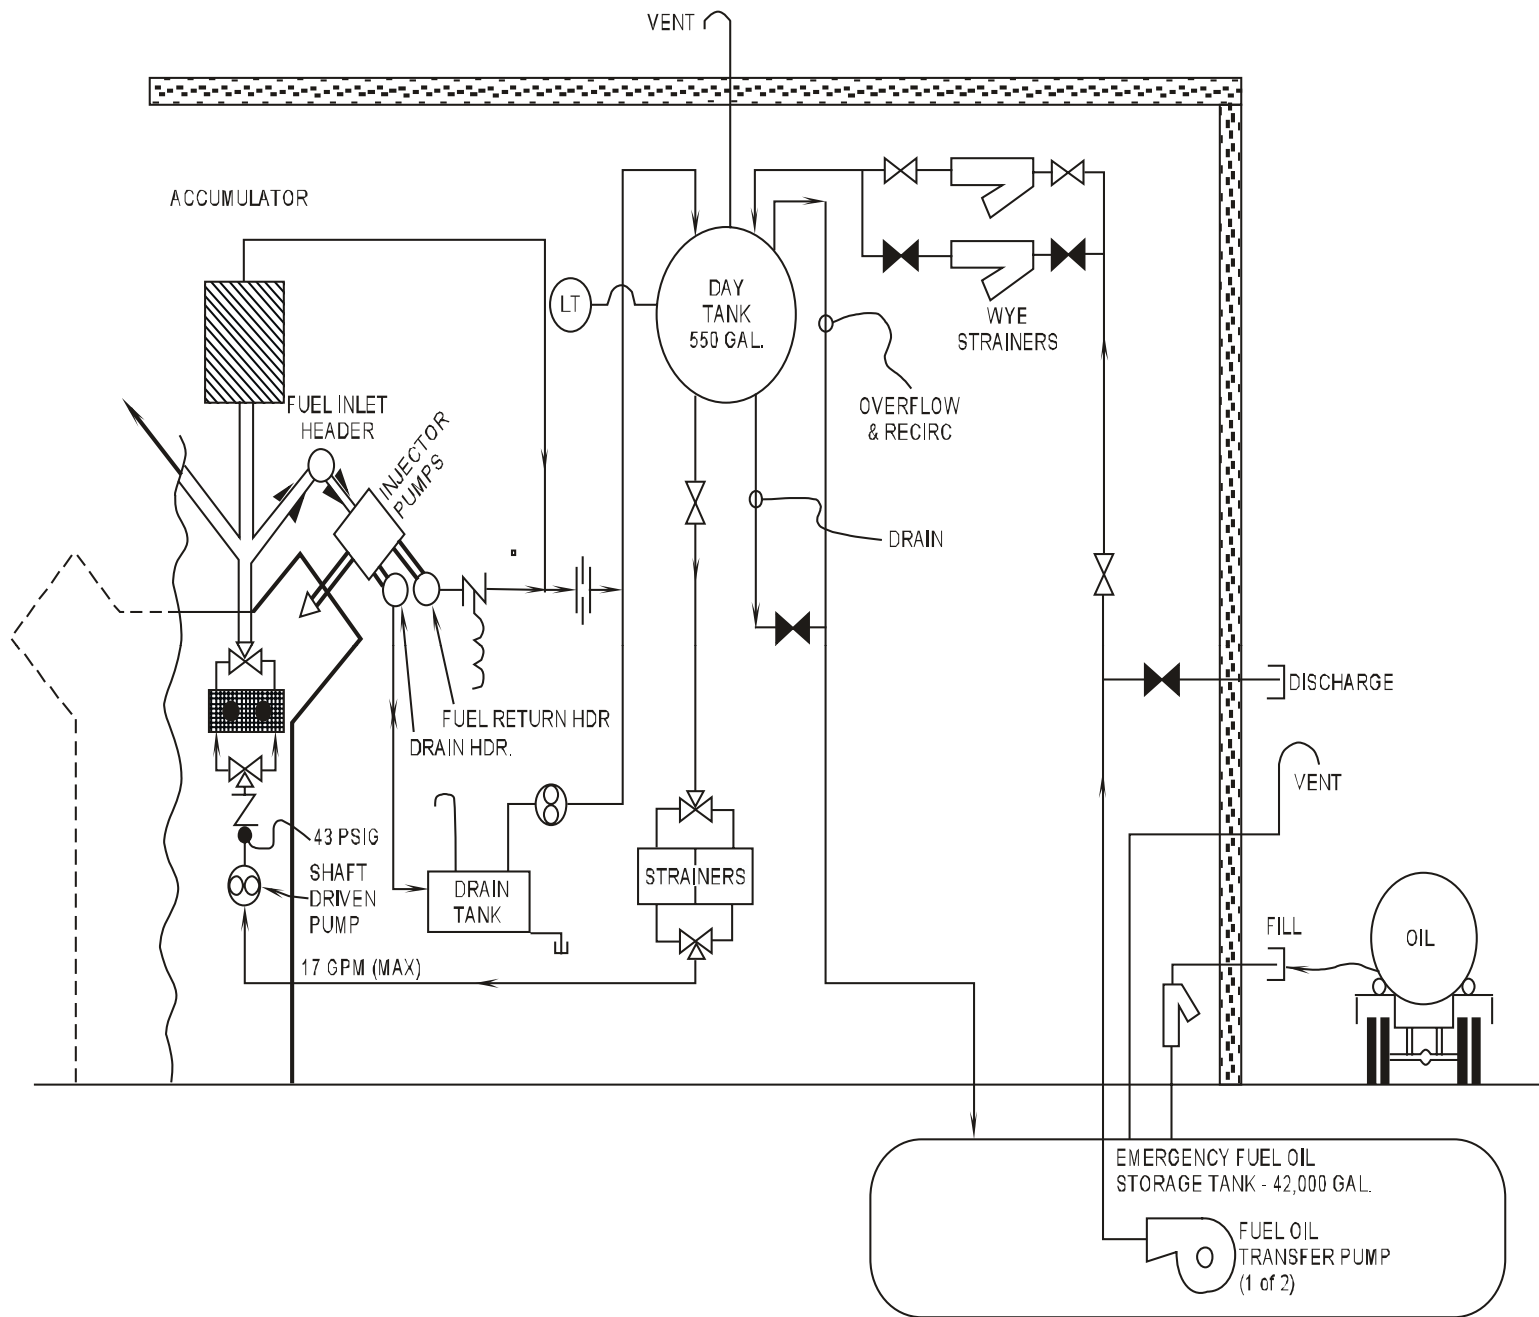 VENT
ACCUMULATOR
DAY
TANK
550 GAL.
LT
WYE
STRAINERS
FUEL INLET
HEADER
INJECTOR
PUMPS
OVERFLOW
& RECIRC
DRAIN
DISCHARGE
FUEL RETURN HDR
DRAIN HDR.
VENT
43 PSIG
SHAFT
DRIVEN
PUMP
DRAIN
TANK
STRAINERS
FILL
OIL
17 GPM (MAX)
EMERGENCY FUEL OIL
STORAGE TANK - 42,000 GAL.
FUEL OIL
TRANSFER PUMP
(1 of 2)